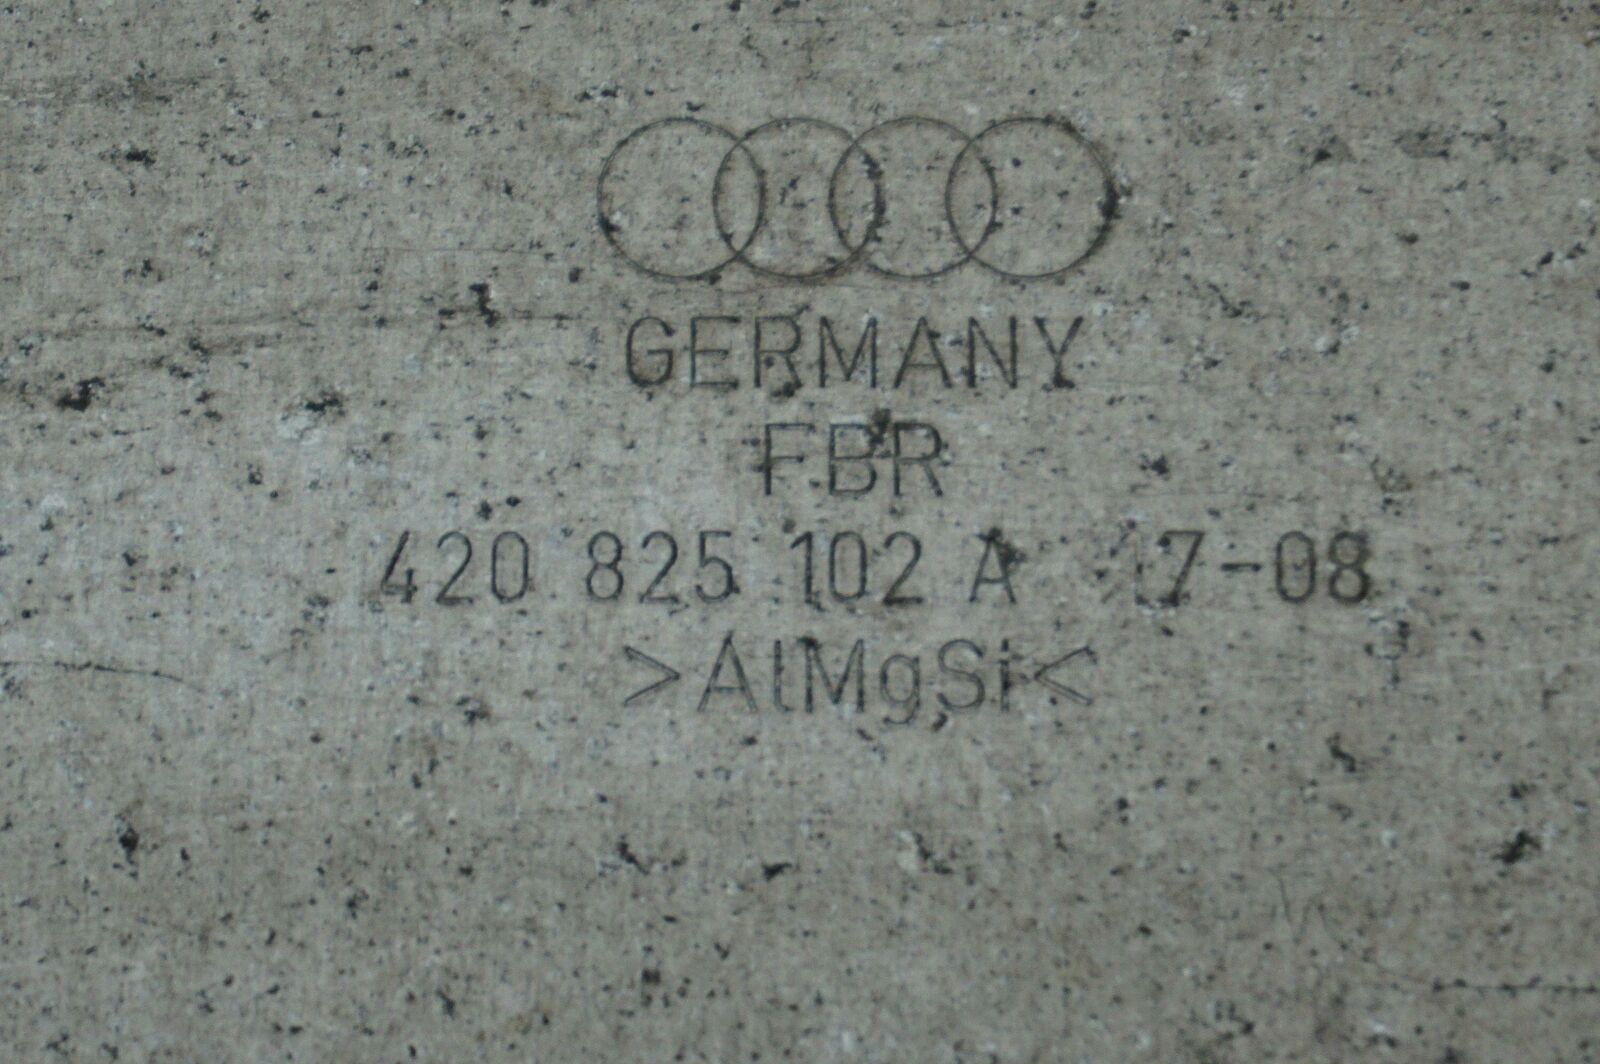 GERMANY
FBR
420 825 102 A 17-08
>AlMgSi<